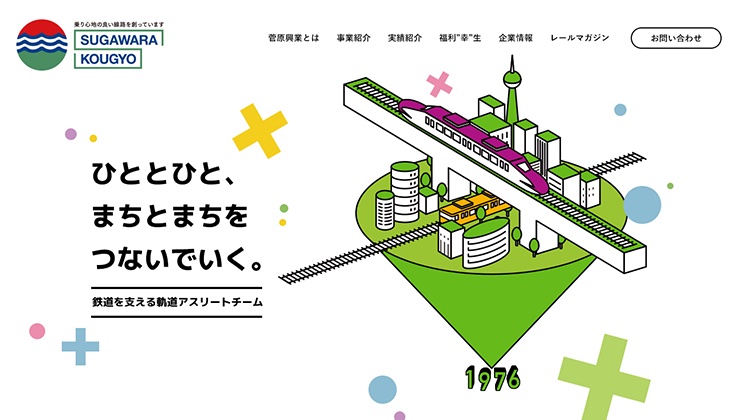 乗り心地の良い線路を創っています
SUGAWARA
KOUGYO
菅原興業とは 事業紹介 実績紹介 福利"幸"生 企業情報 レールマガジン お問い合わせ
ひととひと、
まちとまちを
つないでいく。
鉄道を支える軌道アスリートチーム
1976